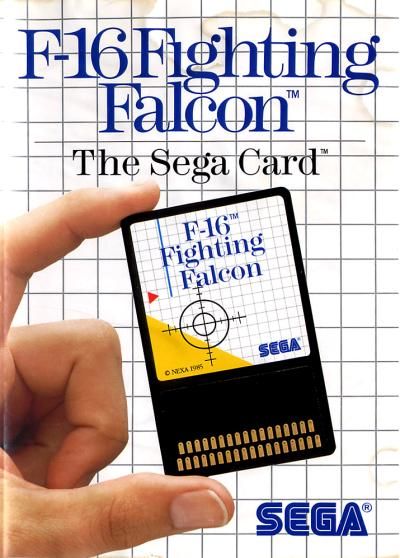 F-16 Fighting
Falcon™
The Sega Card™
F-16™
Fighting
Falcon
SEGA
© NEXA 1985
SEGA®